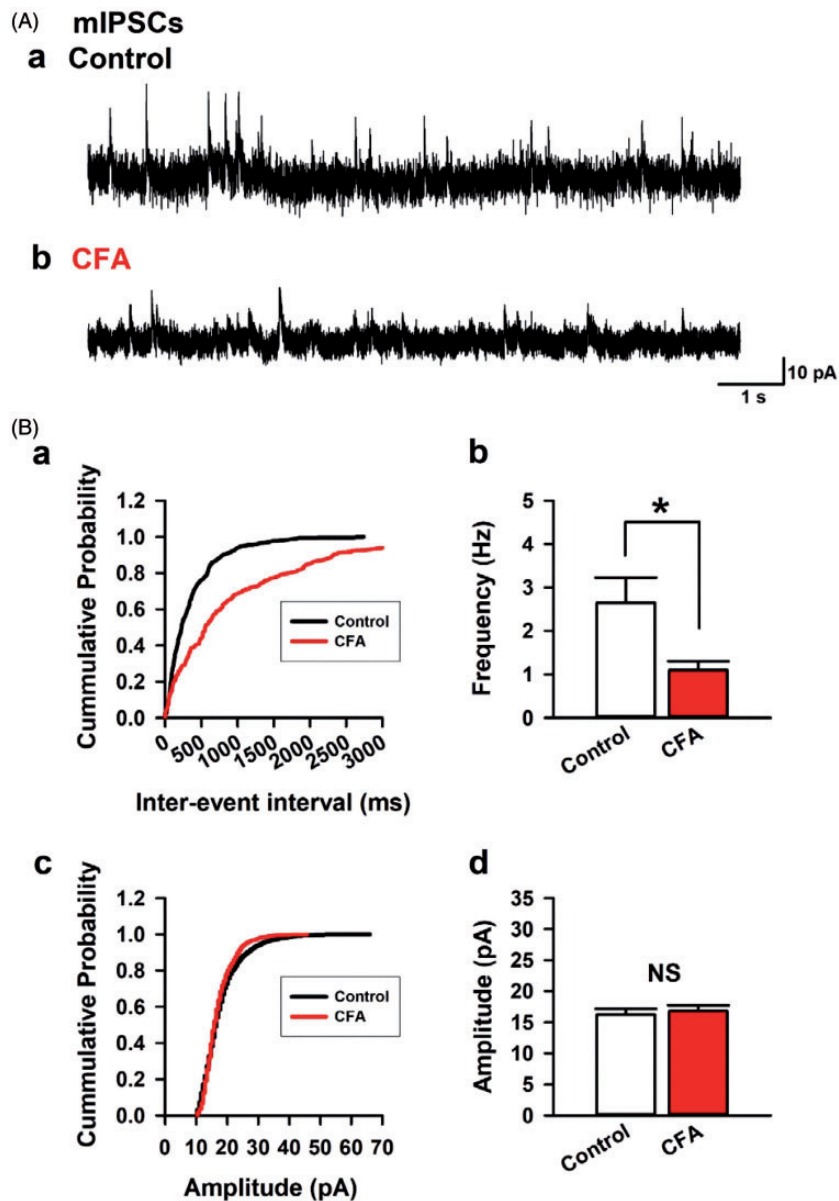 (A) mIPSCs
a Control
b CFA
10 pA
1 s
(B)
a
Cummulative Probability
1.2
1.0
0.8
0.6
0.4
0.2
0.0
Control
CFA
0 500 1000 1500 2000 2500 3000
Inter-event interval (ms)
b
Frequency (Hz)
5
4
3
2
1
0
*
Control CFA
c
Cummulative Probability
1.2
1.0
0.8
0.6
0.4
0.2
0.0
Control
CFA
0 10 20 30 40 50 60 70
Amplitude (pA)
d
Amplitude (pA)
35
30
25
20
15
10
5
0
NS
Control CFA